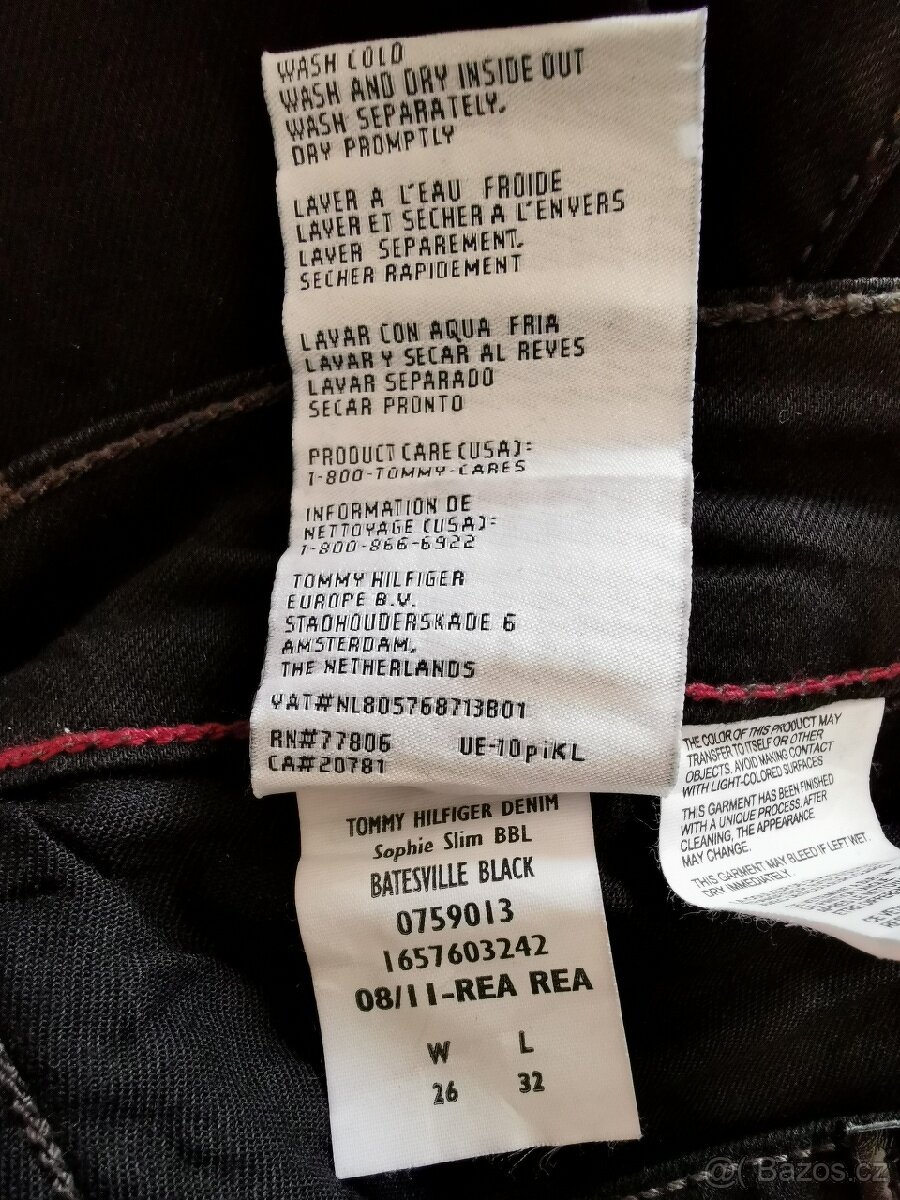 WASH COLD
WASH AND DRY INSIDE OUT
WASH SEPARATELY.
DRY PROMPTLY
LAVER A L'EAU FROIDE
LAVER ET SECHER A L'ENVERS
LAVER SEPAREMENT.
SECHER RAPIDEMENT
LAVAR CON AQUA FRIA
LAVAR Y SECAR AL REVES
LAVAR SEPARADO
SECAR PRONTO
PRODUCT CARE (USA):
1-800-TOMMY-CARES
INFORMATION DE
NETTOYAGE (USA):
1-800-866-6922
TOMMY HILFIGER
EUROPE B.V.
STADHOUDERSKADE 6
AMSTERDAM,
THE NETHERLANDS
VAT#NL805768713B01
RN#77806 UE-10piKL
CA#20781
TOMMY HILFIGER DENIM
Sophie Slim BBL
BATESVILLE BLACK
0759013
1657603242
08/11-REA REA
W L
26 32
THE COLOR OF THIS PRODUCT MAY
TRANSFER TO ITSELF OR OTHER
OBJECTS. AVOID MAKING CONTACT
WITH LIGHT-COLORED SURFACES
THIS GARMENT HAS BEEN FINISHED
WITH A UNIQUE PROCESS. AFTER
CLEANING, THE APPEARANCE
MAY CHANGE.
THIS GARMENT MAY BLEED IF LEFT WET.
DRY IMMEDIATELY.
@( Bazos.cz